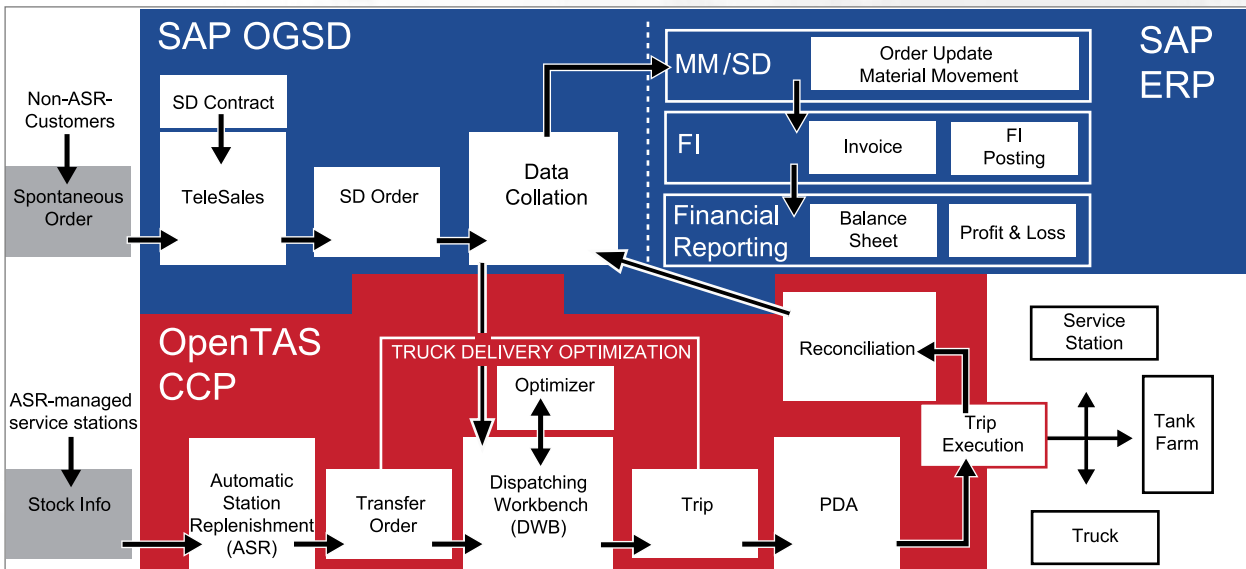 SAP OGSD
SAP
ERP
MM/SD
Order Update
Material Movement
Non-ASR-
Customers
SD Contract
FI
Invoice
FI
Posting
Spontaneous
Order
TeleSales
SD Order
Data
Collation
Financial
Reporting
Balance
Sheet
Profit & Loss
OpenTAS
CCP
TRUCK DELIVERY OPTIMIZATION
Reconciliation
Service
Station
Optimizer
ASR-managed
service stations
Trip
Execution
Tank
Farm
Stock Info
Automatic
Station
Replenishment
(ASR)
Transfer
Order
Dispatching
Workbench
(DWB)
Trip
PDA
Truck